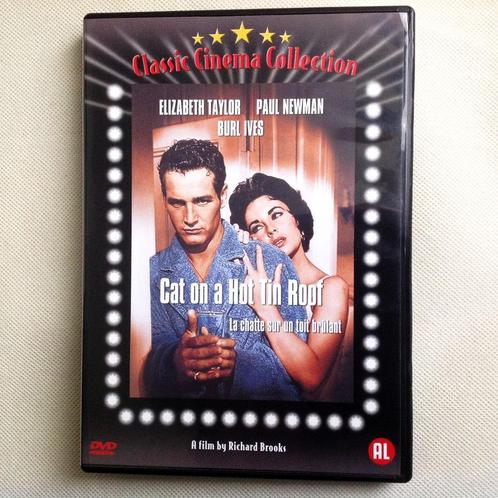 Classic Cinema Collection
ELIZABETH TAYLOR PAUL NEWMAN
BURL IVES
Cat on a Hot Tin Roof
La chatte sur un toit brûlant
A film by Richard Brooks
DVD
AL